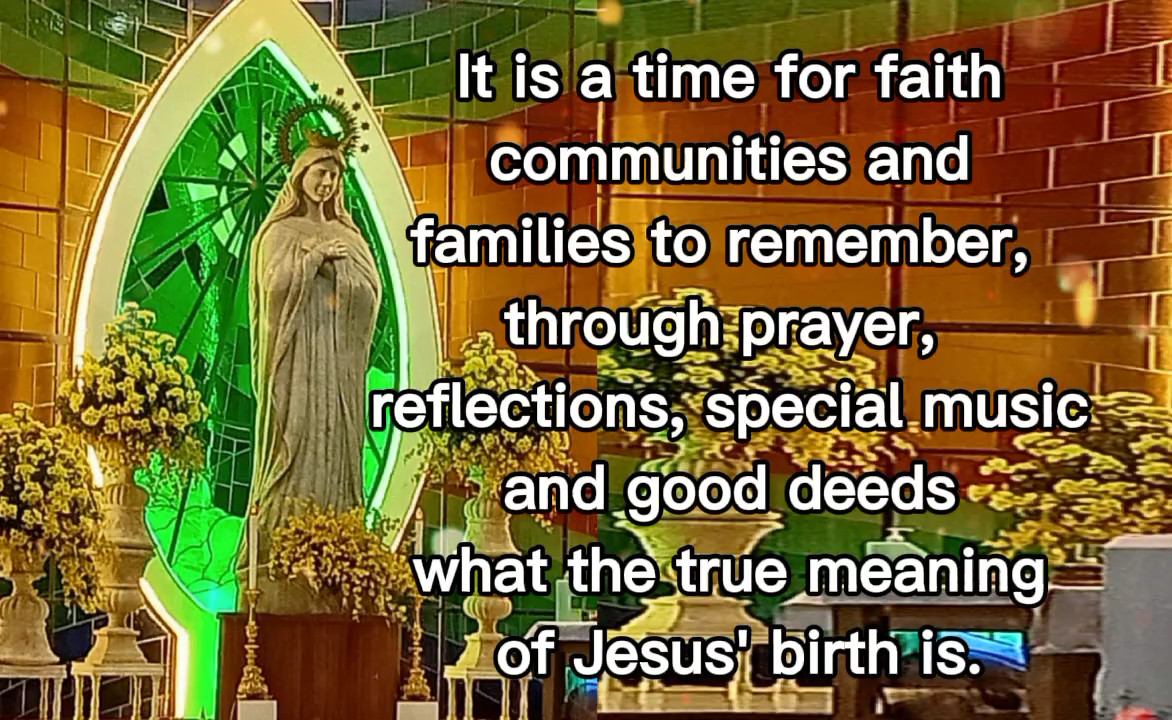 It is a time for faith
communities and
families to remember,
through prayer,
reflections, special music
and good deeds
what the true meaning
of Jesus' birth is.